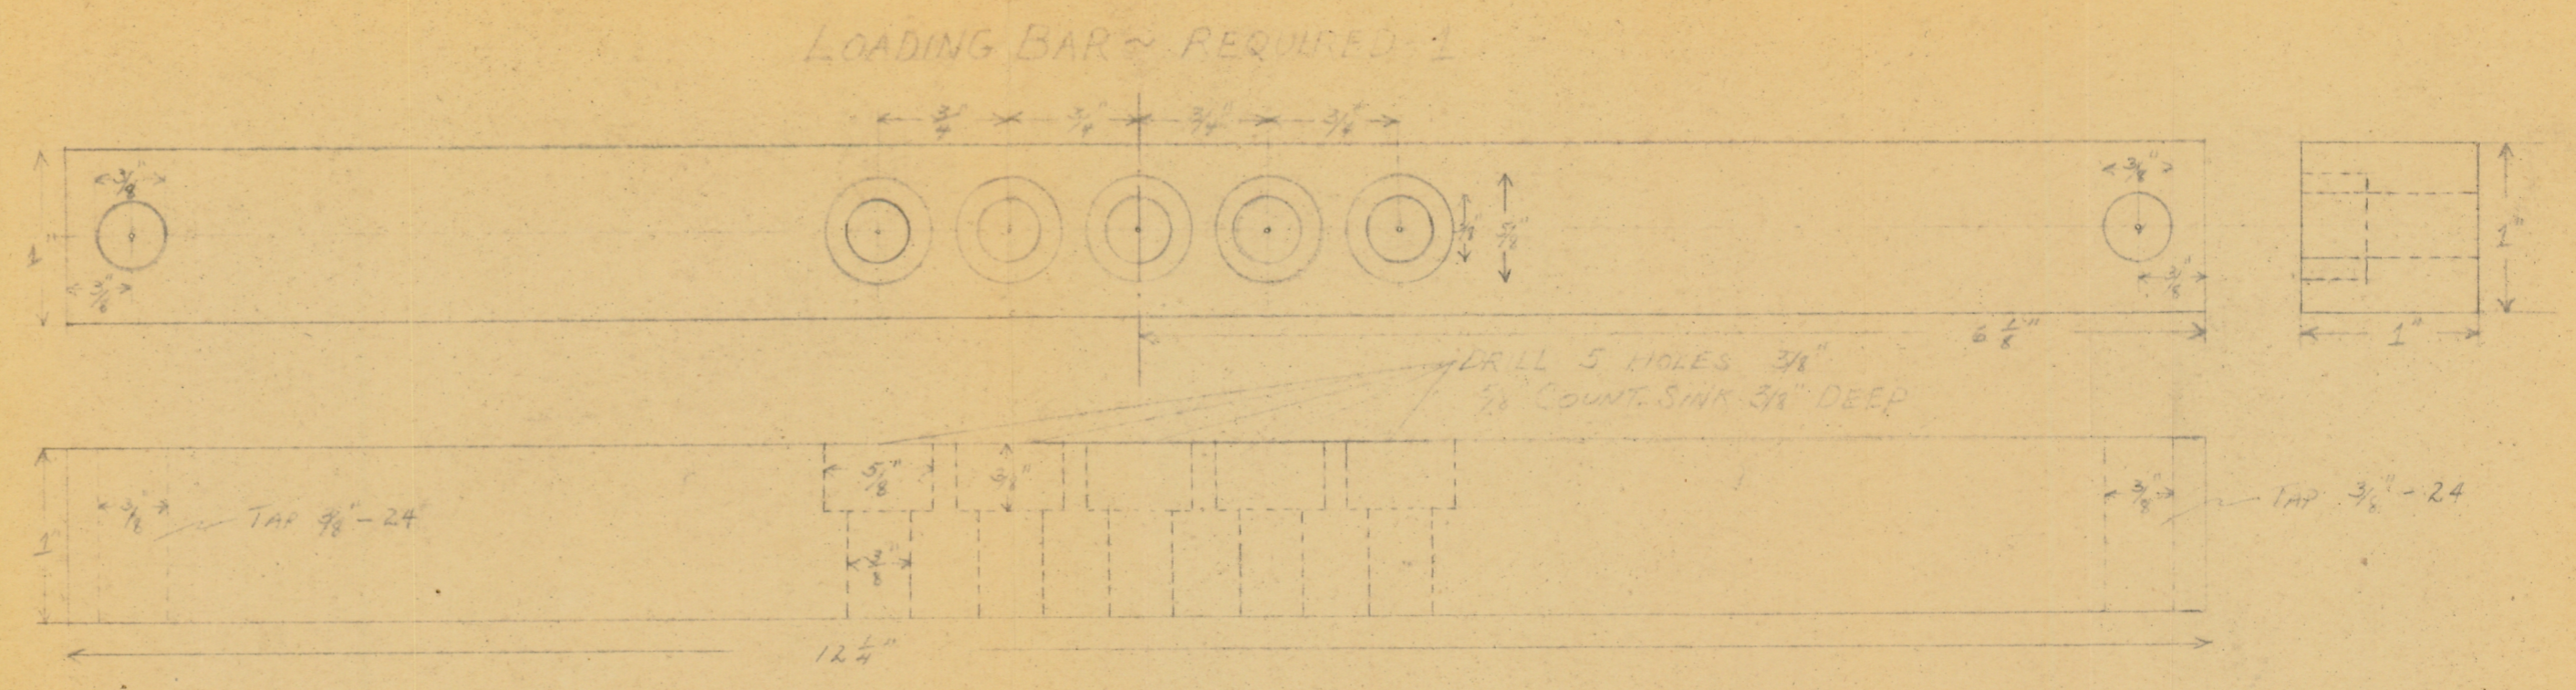 LOADING BAR ~ REQUIRED 1
3/4" 3/4" 3/4" 3/4"
3/8"
3/8"
1"
3/8" 5/8"
1"
3/8"
3/8"
6 1/8"
1"
DRILL 5 HOLES 3/8"
5/8 COUNT. SINK 3/8" DEEP
5/8" 3/8"
3/8" TAP 3/8" - 24
3/8" TAP 3/8" - 24
1"
3/8"
12 1/4"